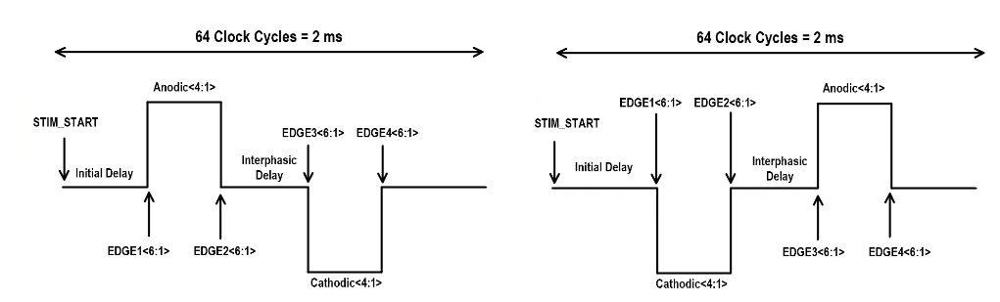 64 Clock Cycles = 2 ms
Anodic<4:1>
STIM_START
EDGE3<6:1>
EDGE4<6:1>
Initial Delay
Interphasic
Delay
EDGE1<6:1>
EDGE2<6:1>
Cathodic<4:1>
64 Clock Cycles = 2 ms
Anodic<4:1>
EDGE1<6:1>
EDGE2<6:1>
STIM_START
Initial Delay
Interphasic
Delay
EDGE3<6:1>
EDGE4<6:1>
Cathodic<4:1>